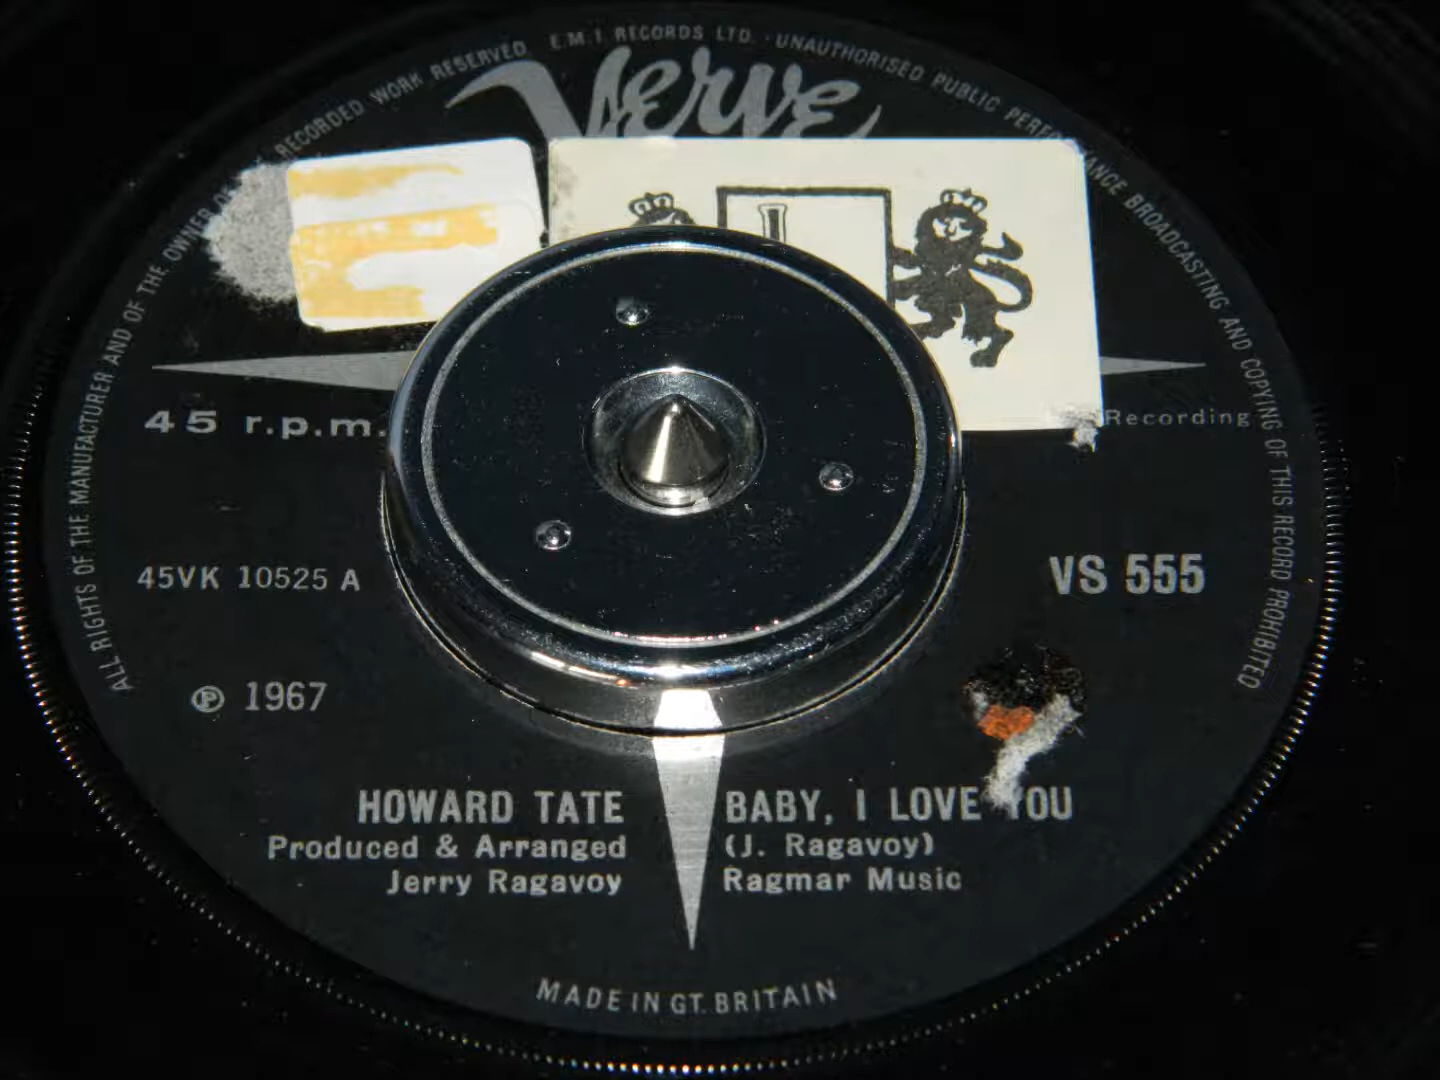 ALL RIGHTS OF THE MANUFACTURER AND OF THE OWNER OF RECORDED WORK RESERVED. E.M.I. RECORDS LTD. · UNAUTHORISED PUBLIC PERFORMANCE BROADCASTING AND COPYING OF THIS RECORD PROHIBITED
Verve
45 r.p.m.
Recording
45VK 10525 A
VS 555
℗ 1967
HOWARD TATE
Produced & Arranged
Jerry Ragavoy
BABY, I LOVE YOU
(J. Ragavoy)
Ragmar Music
MADE IN GT. BRITAIN